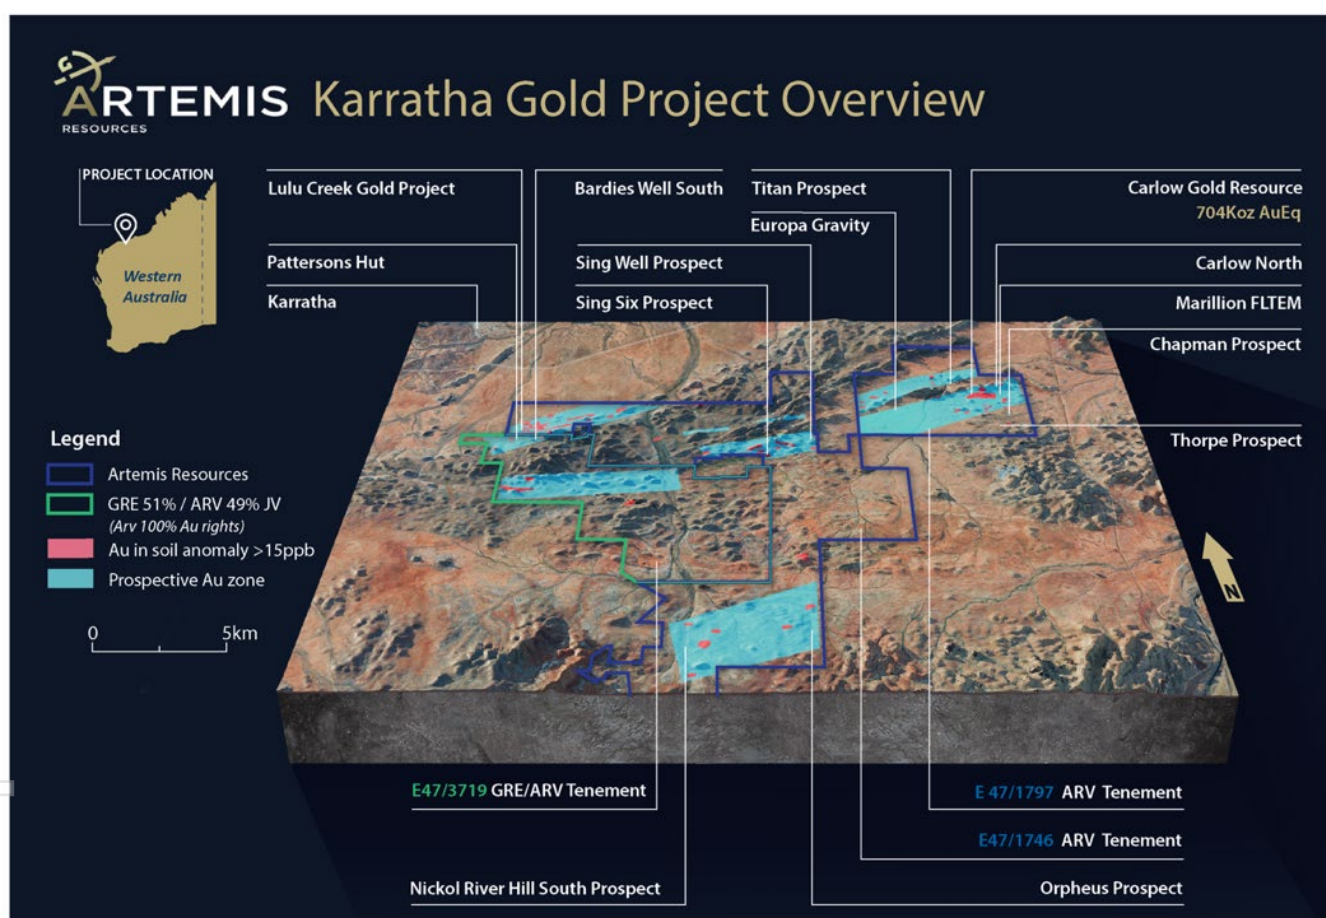 ARTEMIS
RESOURCES
Karratha Gold Project Overview
PROJECT LOCATION
Western
Australia
Lulu Creek Gold Project
Bardies Well South
Titan Prospect
Carlow Gold Resource
704Koz AuEq
Europa Gravity
Pattersons Hut
Sing Well Prospect
Carlow North
Karratha
Sing Six Prospect
Marillion FLTEM
Chapman Prospect
Thorpe Prospect
Legend
Artemis Resources
GRE 51% / ARV 49% JV
(Arv 100% Au rights)
Au in soil anomaly >15ppb
Prospective Au zone
0 5km
N
E47/3719 GRE/ARV Tenement
E 47/1797 ARV Tenement
E47/1746 ARV Tenement
Nickol River Hill South Prospect
Orpheus Prospect